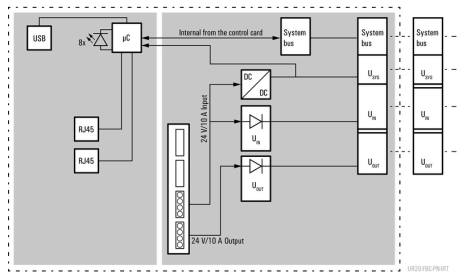 USB
8x
µC
Internal from the control card
System
bus
System
bus
System
bus
RJ45
RJ45
24 V/10 A Input
DC
DC
U_SYS
U_SYS
U_IN
U_IN
U_IN
U_OUT
U_OUT
U_OUT
24 V/10 A Output
UR20-FBC-PN-IRT